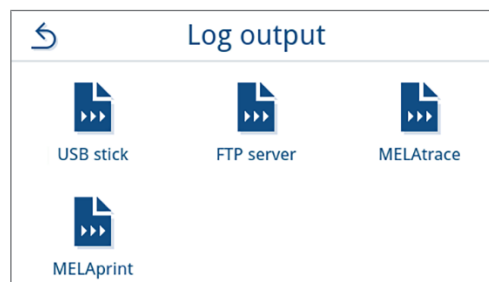 Log output
USB stick
FTP server
MELAtrace
MELAprint